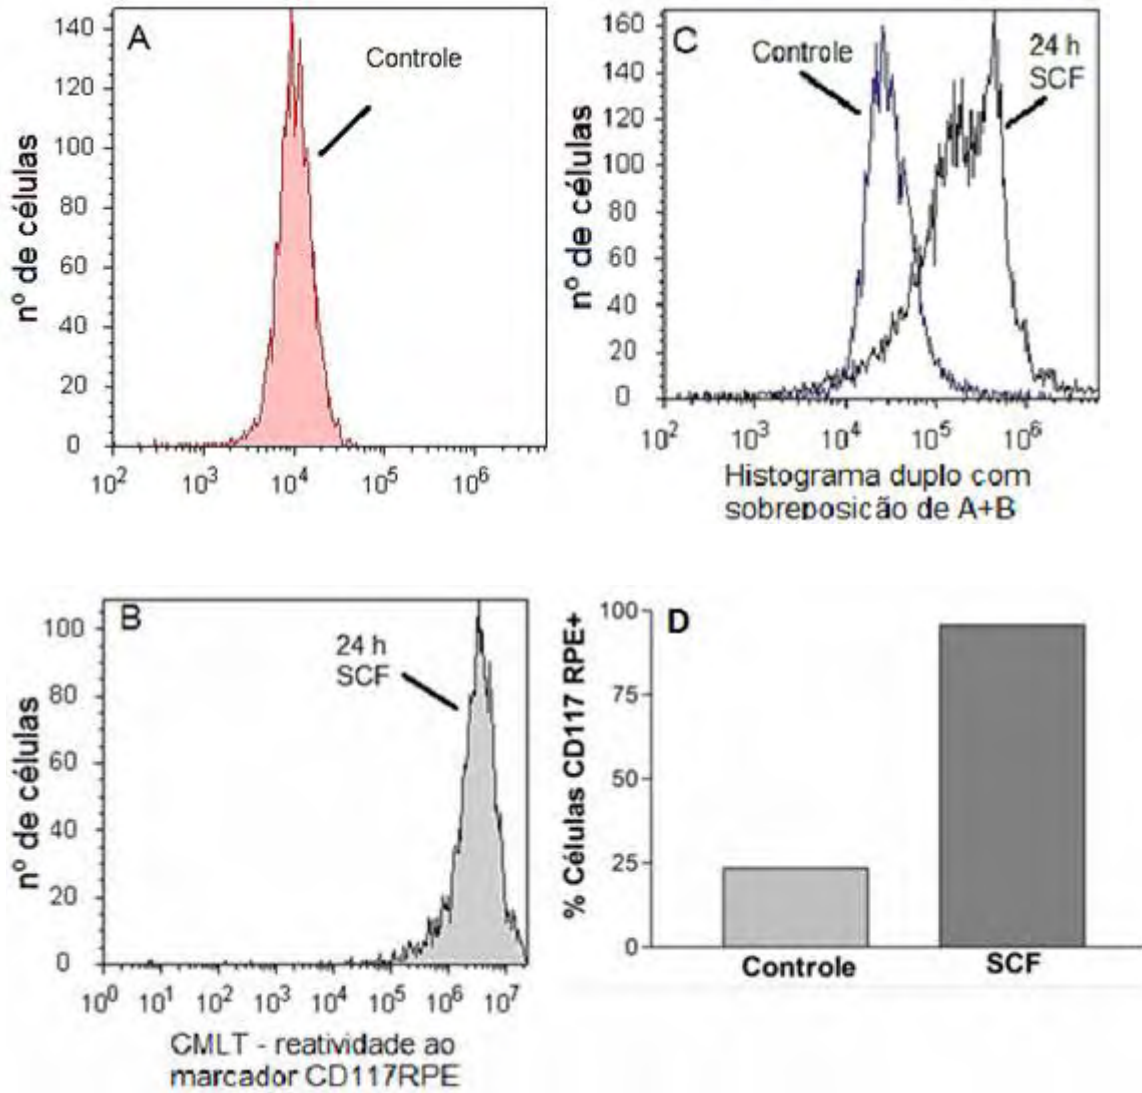 A
Controle
nº de células
140
120
100
80
60
40
20
0
10² 10³ 10⁴ 10⁵ 10⁶
C
Controle
24 h
SCF
nº de células
160
140
120
100
80
60
40
20
0
10² 10³ 10⁴ 10⁵ 10⁶
Histograma duplo com
sobreposição de A+B
B
24 h
SCF
nº de células
100
80
60
40
20
0
10⁰ 10¹ 10² 10³ 10⁴ 10⁵ 10⁶ 10⁷
CMLT - reatividade ao
marcador CD117RPE
D
% Células CD117 RPE+
100
75
50
25
0
Controle SCF